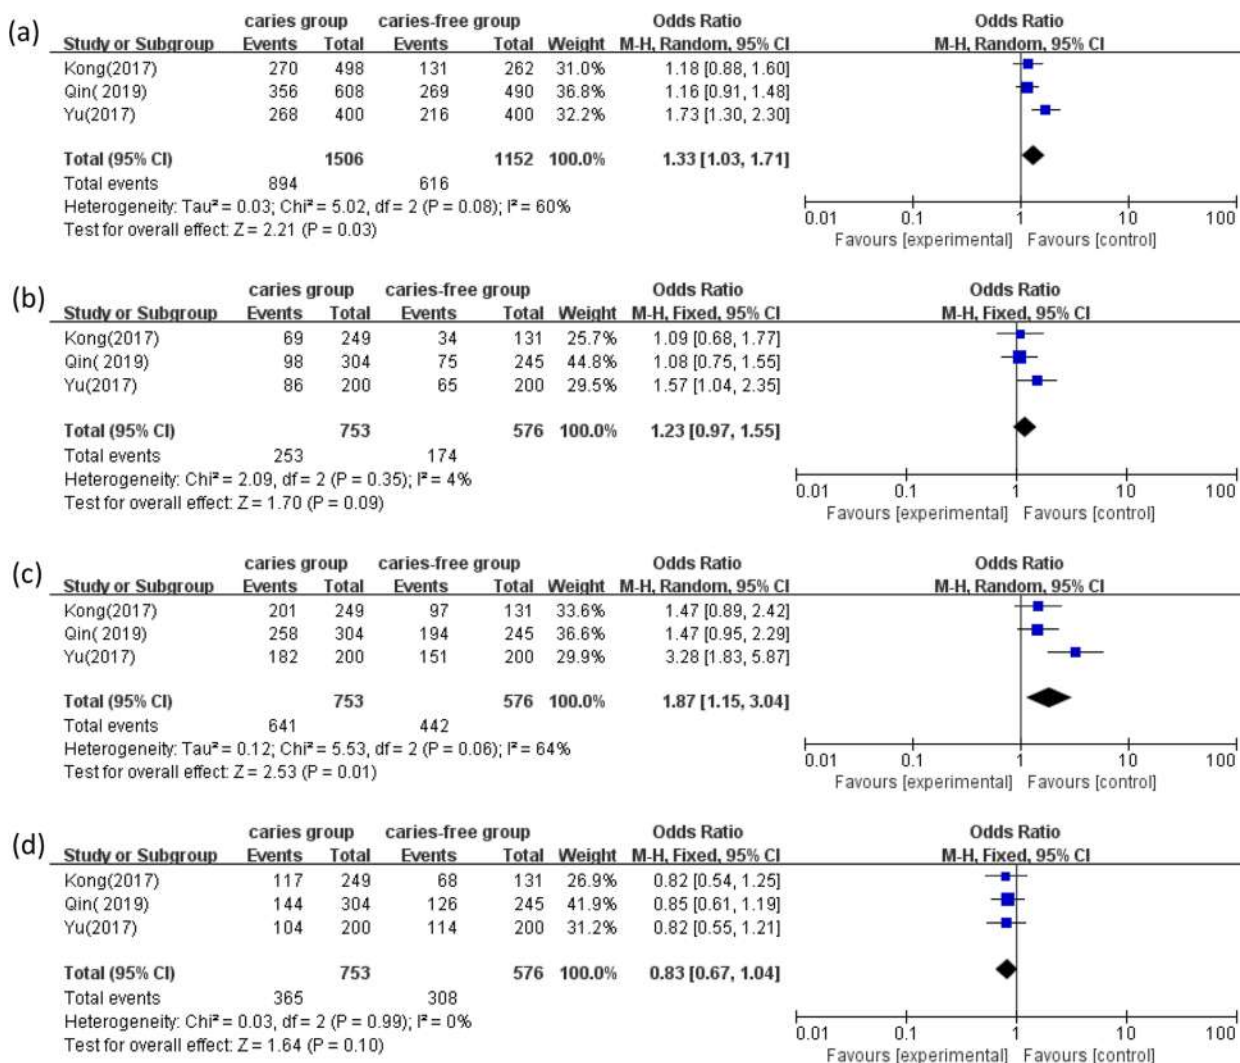 (a)
caries group caries-free group Odds Ratio Odds Ratio
Study or Subgroup Events Total Events Total Weight M-H, Random, 95% CI M-H, Random, 95% CI
Kong(2017) 270 498 131 262 31.0% 1.18 [0.88, 1.60]
Qin( 2019) 356 608 269 490 36.8% 1.16 [0.91, 1.48]
Yu(2017) 268 400 216 400 32.2% 1.73 [1.30, 2.30]
Total (95% CI) 1506 1152 100.0% 1.33 [1.03, 1.71]
Total events 894 616
Heterogeneity: Tau² = 0.03; Chi² = 5.02, df = 2 (P = 0.08); I² = 60%
Test for overall effect: Z = 2.21 (P = 0.03)
0.01 0.1 1 10 100
Favours [experimental] Favours [control]
(b)
caries group caries-free group Odds Ratio Odds Ratio
Study or Subgroup Events Total Events Total Weight M-H, Fixed, 95% CI M-H, Fixed, 95% CI
Kong(2017) 69 249 34 131 25.7% 1.09 [0.68, 1.77]
Qin( 2019) 98 304 75 245 44.8% 1.08 [0.75, 1.55]
Yu(2017) 86 200 65 200 29.5% 1.57 [1.04, 2.35]
Total (95% CI) 753 576 100.0% 1.23 [0.97, 1.55]
Total events 253 174
Heterogeneity: Chi² = 2.09, df = 2 (P = 0.35); I² = 4%
Test for overall effect: Z = 1.70 (P = 0.09)
0.01 0.1 1 10 100
Favours [experimental] Favours [control]
(c)
caries group caries-free group Odds Ratio Odds Ratio
Study or Subgroup Events Total Events Total Weight M-H, Random, 95% CI M-H, Random, 95% CI
Kong(2017) 201 249 97 131 33.6% 1.47 [0.89, 2.42]
Qin( 2019) 258 304 194 245 36.6% 1.47 [0.95, 2.29]
Yu(2017) 182 200 151 200 29.9% 3.28 [1.83, 5.87]
Total (95% CI) 753 576 100.0% 1.87 [1.15, 3.04]
Total events 641 442
Heterogeneity: Tau² = 0.12; Chi² = 5.53, df = 2 (P = 0.06); I² = 64%
Test for overall effect: Z = 2.53 (P = 0.01)
0.01 0.1 1 10 100
Favours [experimental] Favours [control]
(d)
caries group caries-free group Odds Ratio Odds Ratio
Study or Subgroup Events Total Events Total Weight M-H, Fixed, 95% CI M-H, Fixed, 95% CI
Kong(2017) 117 249 68 131 26.9% 0.82 [0.54, 1.25]
Qin( 2019) 144 304 126 245 41.9% 0.85 [0.61, 1.19]
Yu(2017) 104 200 114 200 31.2% 0.82 [0.55, 1.21]
Total (95% CI) 753 576 100.0% 0.83 [0.67, 1.04]
Total events 365 308
Heterogeneity: Chi² = 0.03, df = 2 (P = 0.99); I² = 0%
Test for overall effect: Z = 1.64 (P = 0.10)
0.01 0.1 1 10 100
Favours [experimental] Favours [control]